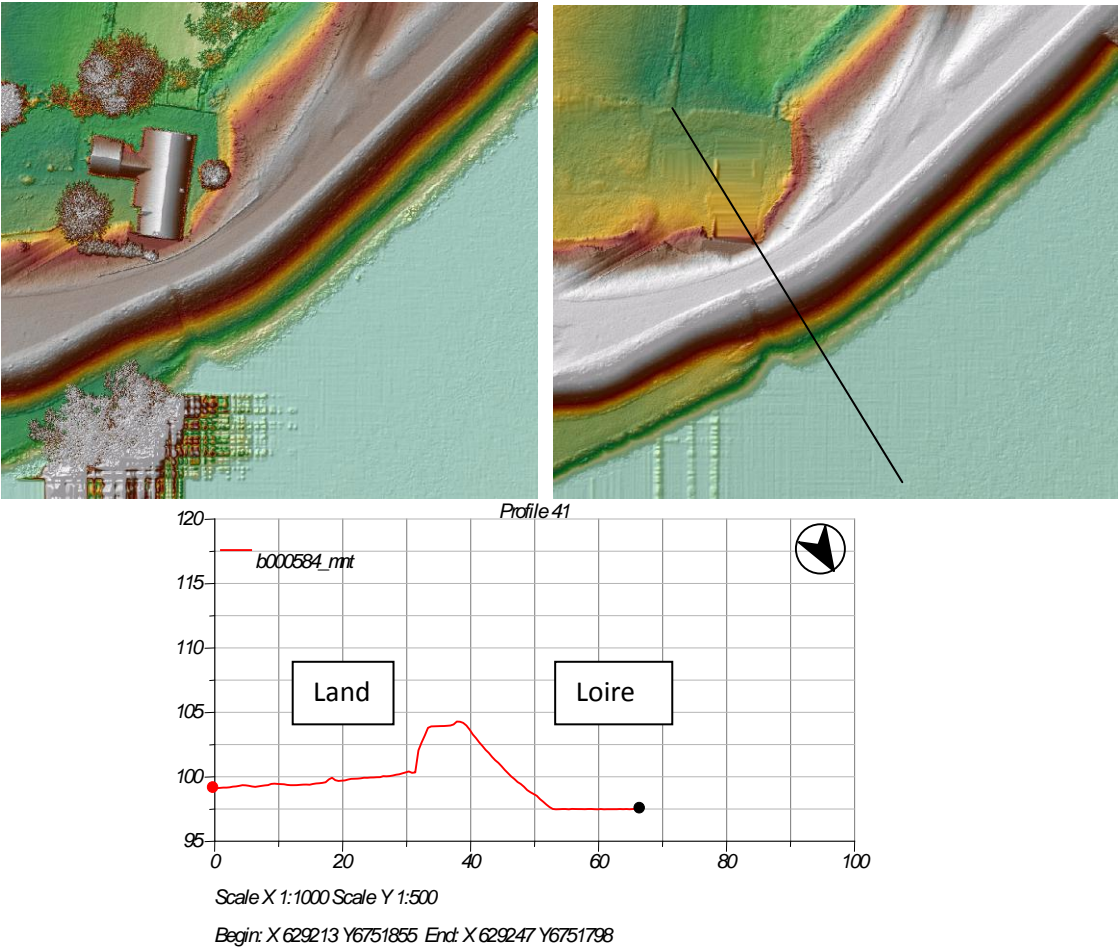 Profile 41
120
b000584_mnt
115
110
Land
Loire
105
100
95
0 20 40 60 80 100
Scale X 1:1000 Scale Y 1:500
Begin: X 629213 Y6751855 End: X 629247 Y6751798